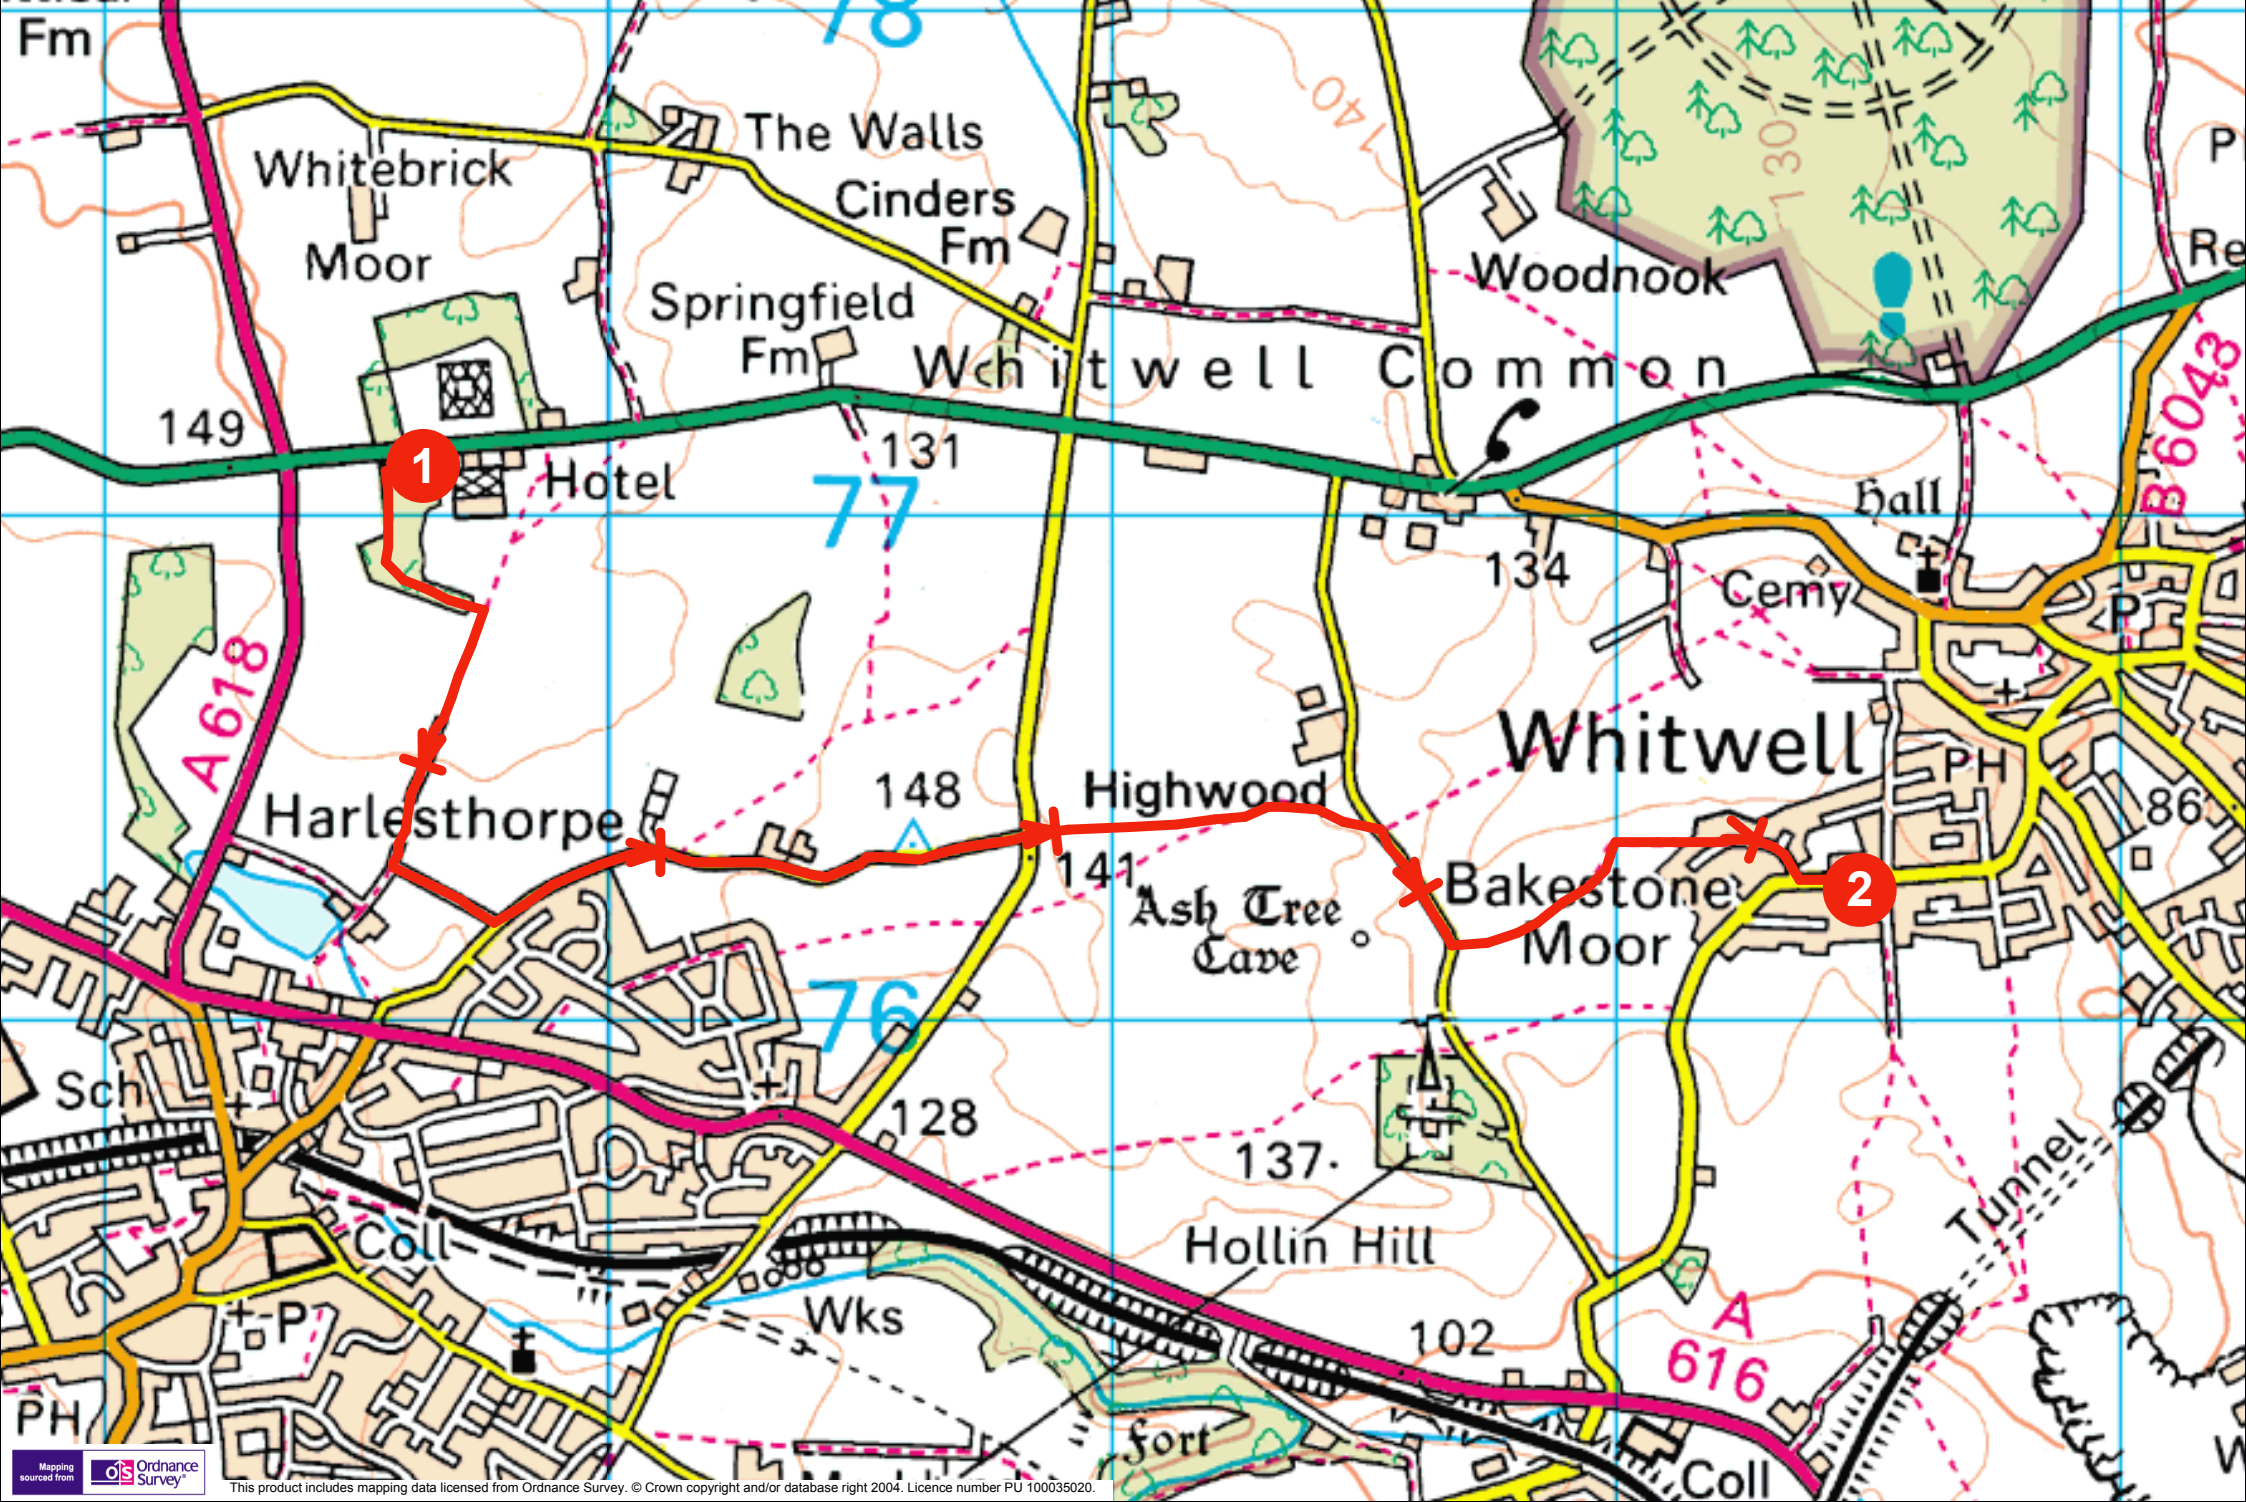 Fm
78
140
130
The Walls
Whitebrick
Moor
Cinders
Fm
Springfield
Fm
Woodnook
Whitwell Common
149
1
Hotel
131
77
134
Hall
Cemy
P
B 6043
A 618
Whitwell
PH
Harlesthorpe
148
Highwood
141
86
Ash Tree
Cave
Bakestone
Moor
2
76
Sch
128
137
Hollin Hill
Tunnel
Coll
P
Wks
102
A
616
PH
Fort
Coll
Mapping
sourced from
OS Ordnance
Survey®
This product includes mapping data licensed from Ordnance Survey. © Crown copyright and/or database right 2004. Licence number PU 100035020.